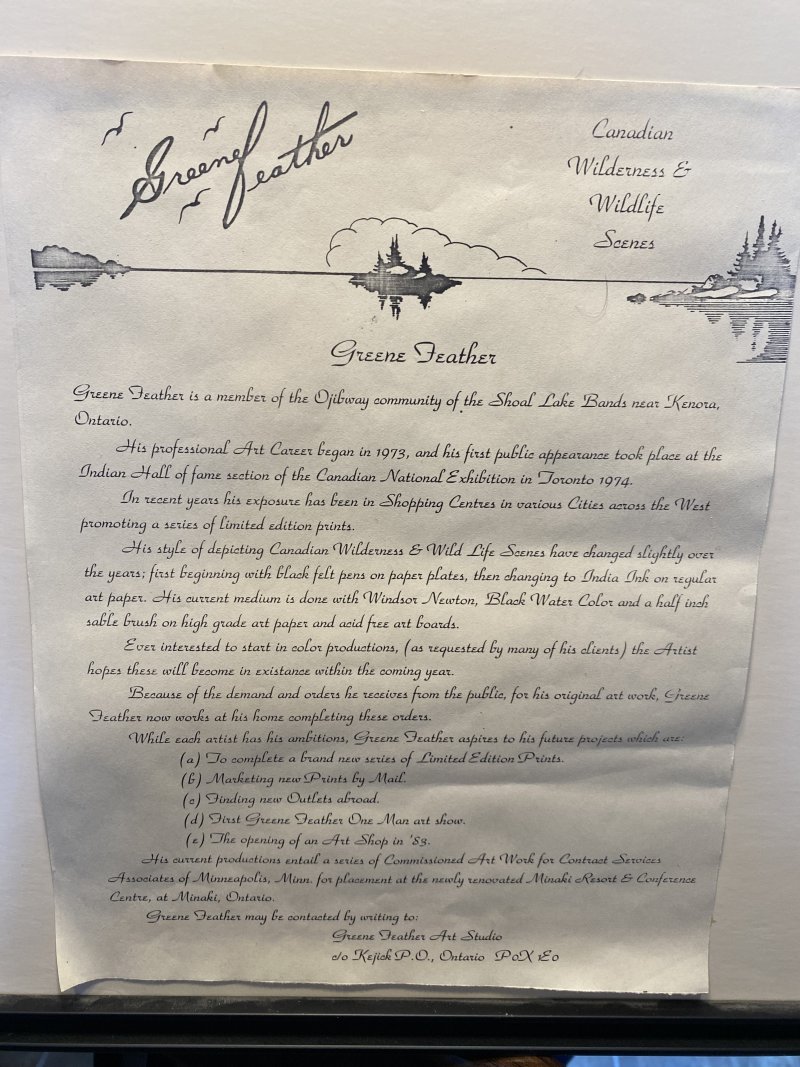 Greene Feather
Canadian
Wilderness &
Wildlife
Scenes
Greene Feather
Greene Feather is a member of the Ojibway community of the Shoal Lake Bands near Kenora,
Ontario.
His professional Art Career began in 1973, and his first public appearance took place at the
Indian Hall of fame section of the Canadian National Exhibition in Toronto 1974.
In recent years his exposure has been in Shopping Centres in various Cities across the West
promoting a series of limited edition prints.
His style of depicting Canadian Wilderness & Wild Life Scenes have changed slightly over
the years; first beginning with black felt pens on paper plates, then changing to India Ink on regular
art paper. His current medium is done with Windsor Newton, Black Water Color and a half inch
sable brush on high grade art paper and acid free art boards.
Ever interested to start in color productions, (as requested by many of his clients) the Artist
hopes these will become in existance within the coming year.
Because of the demand and orders he receives from the public, for his original art work, Greene
Feather now works at his home completing these orders.
While each artist has his ambitions, Greene Feather aspires to his future projects which are:
(a) To complete a brand new series of Limited Edition Prints.
(b) Marketing new Prints by Mail.
(c) Finding new Outlets abroad.
(d) First Greene Feather One Man art show.
(e) The opening of an Art Shop in '83.
His current productions entail a series of Commissioned Art Work for Contract Services
Associates of Minneapolis, Minn. for placement at the newly renovated Minaki Resort & Conference
Centre, at Minaki, Ontario.
Greene Feather may be contacted by writing to:
Greene Feather Art Studio
c/o Kejick P.O., Ontario P0X 1E0